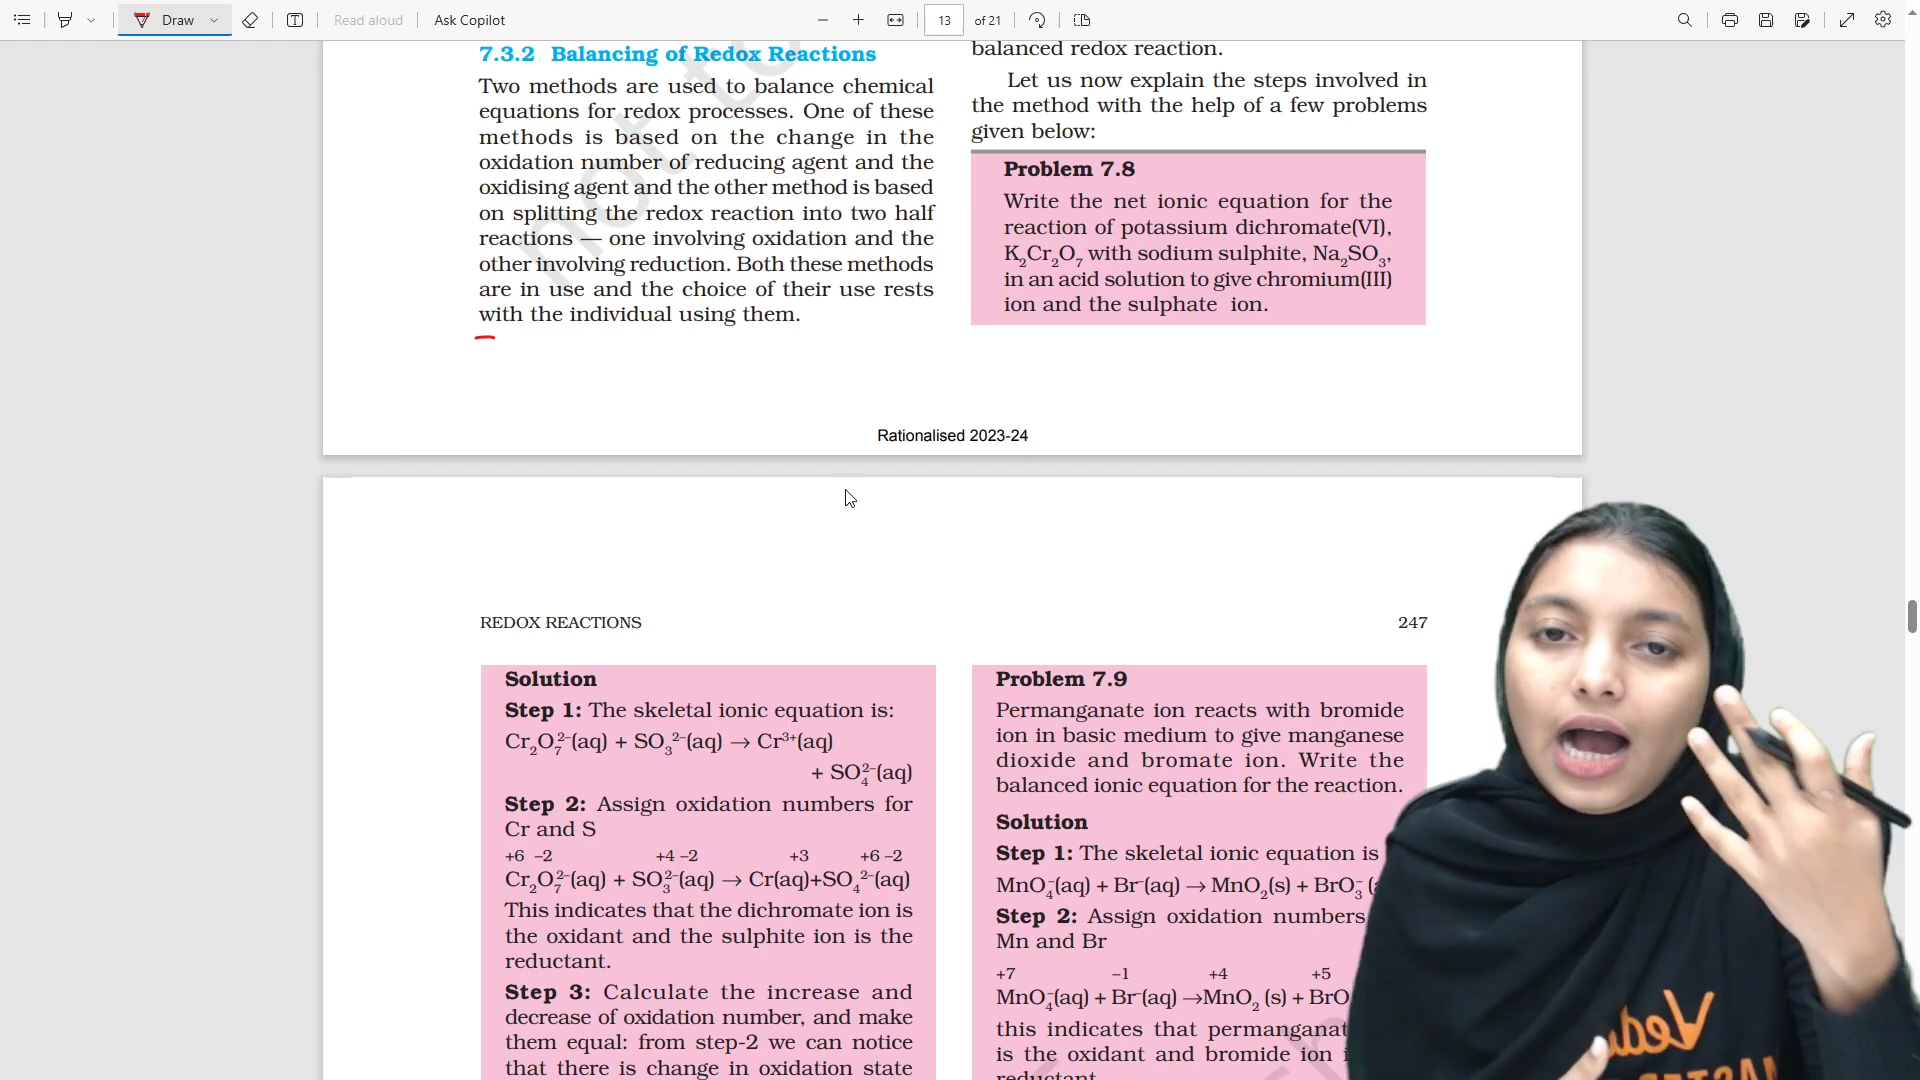 Draw
Read aloud
Ask Copilot
13
of 21
7.3.2 Balancing of Redox Reactions
Two methods are used to balance chemical
equations for redox processes. One of these
methods is based on the change in the
oxidation number of reducing agent and the
oxidising agent and the other method is based
on splitting the redox reaction into two half
reactions — one involving oxidation and the
other involving reduction. Both these methods
are in use and the choice of their use rests
with the individual using them.
balanced redox reaction.
Let us now explain the steps involved in
the method with the help of a few problems
given below:
Problem 7.8
Write the net ionic equation for the
reaction of potassium dichromate(VI),
K₂Cr₂O₇ with sodium sulphite, Na₂SO₃,
in an acid solution to give chromium(III)
ion and the sulphate ion.
not to
Rationalised 2023-24
REDOX REACTIONS
247
Solution
Step 1: The skeletal ionic equation is:
Cr₂O₇²⁻(aq) + SO₃²⁻(aq) → Cr³⁺(aq)
+ SO₄²⁻(aq)
Step 2: Assign oxidation numbers for
Cr and S
+6 –2 +4 –2 +3 +6 –2
Cr₂O₇²⁻(aq) + SO₃²⁻(aq) → Cr(aq)+SO₄²⁻(aq)
This indicates that the dichromate ion is
the oxidant and the sulphite ion is the
reductant.
Step 3: Calculate the increase and
decrease of oxidation number, and make
them equal: from step-2 we can notice
that there is change in oxidation state
Problem 7.9
Permanganate ion reacts with bromide
ion in basic medium to give manganese
dioxide and bromate ion. Write the
balanced ionic equation for the reaction.
Solution
Step 1: The skeletal ionic equation is
MnO₄⁻(aq) + Br⁻(aq) → MnO₂(s) + BrO₃⁻ (a
Step 2: Assign oxidation numbers
Mn and Br
+7 –1 +4 +5
MnO₄⁻(aq) + Br⁻(aq) →MnO₂ (s) + BrO
this indicates that permanganat
is the oxidant and bromide ion i
reductant
Vedu